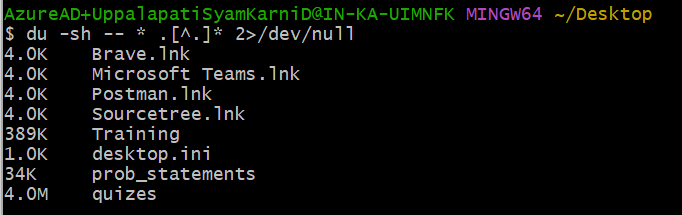 AzureAD+UppalapatiSyamKarniD@IN-KA-UIMNFK MINGW64 ~/Desktop
$ du -sh -- * .[^.]* 2>/dev/null
4.0K    Brave.lnk
4.0K    Microsoft Teams.lnk
4.0K    Postman.lnk
4.0K    Sourcetree.lnk
389K    Training
1.0K    desktop.ini
34K     prob_statements
4.0M    quizes